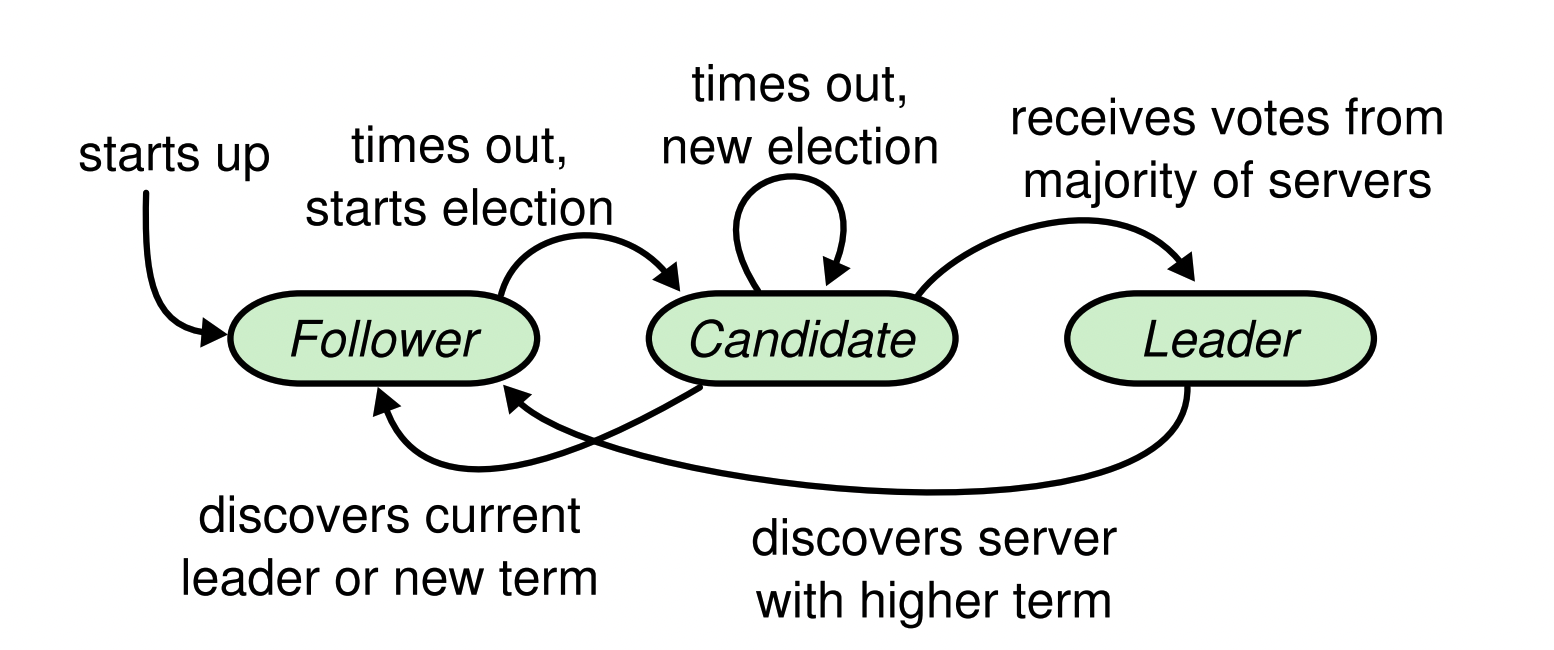 starts up
times out,
starts election
times out,
new election
receives votes from
majority of servers
Follower
Candidate
Leader
discovers current
leader or new term
discovers server
with higher term